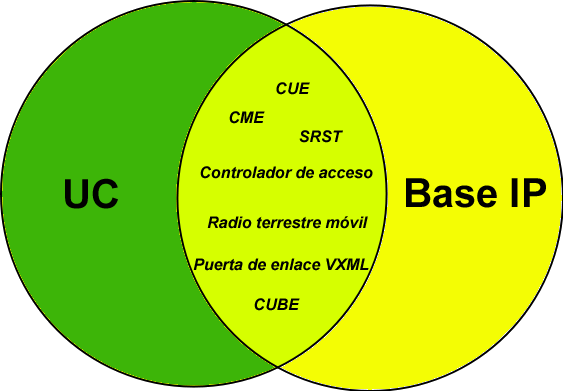 CUE
CME
SRST
Controlador de acceso
UC
Base IP
Radio terrestre móvil
Puerta de enlace VXML
CUBE